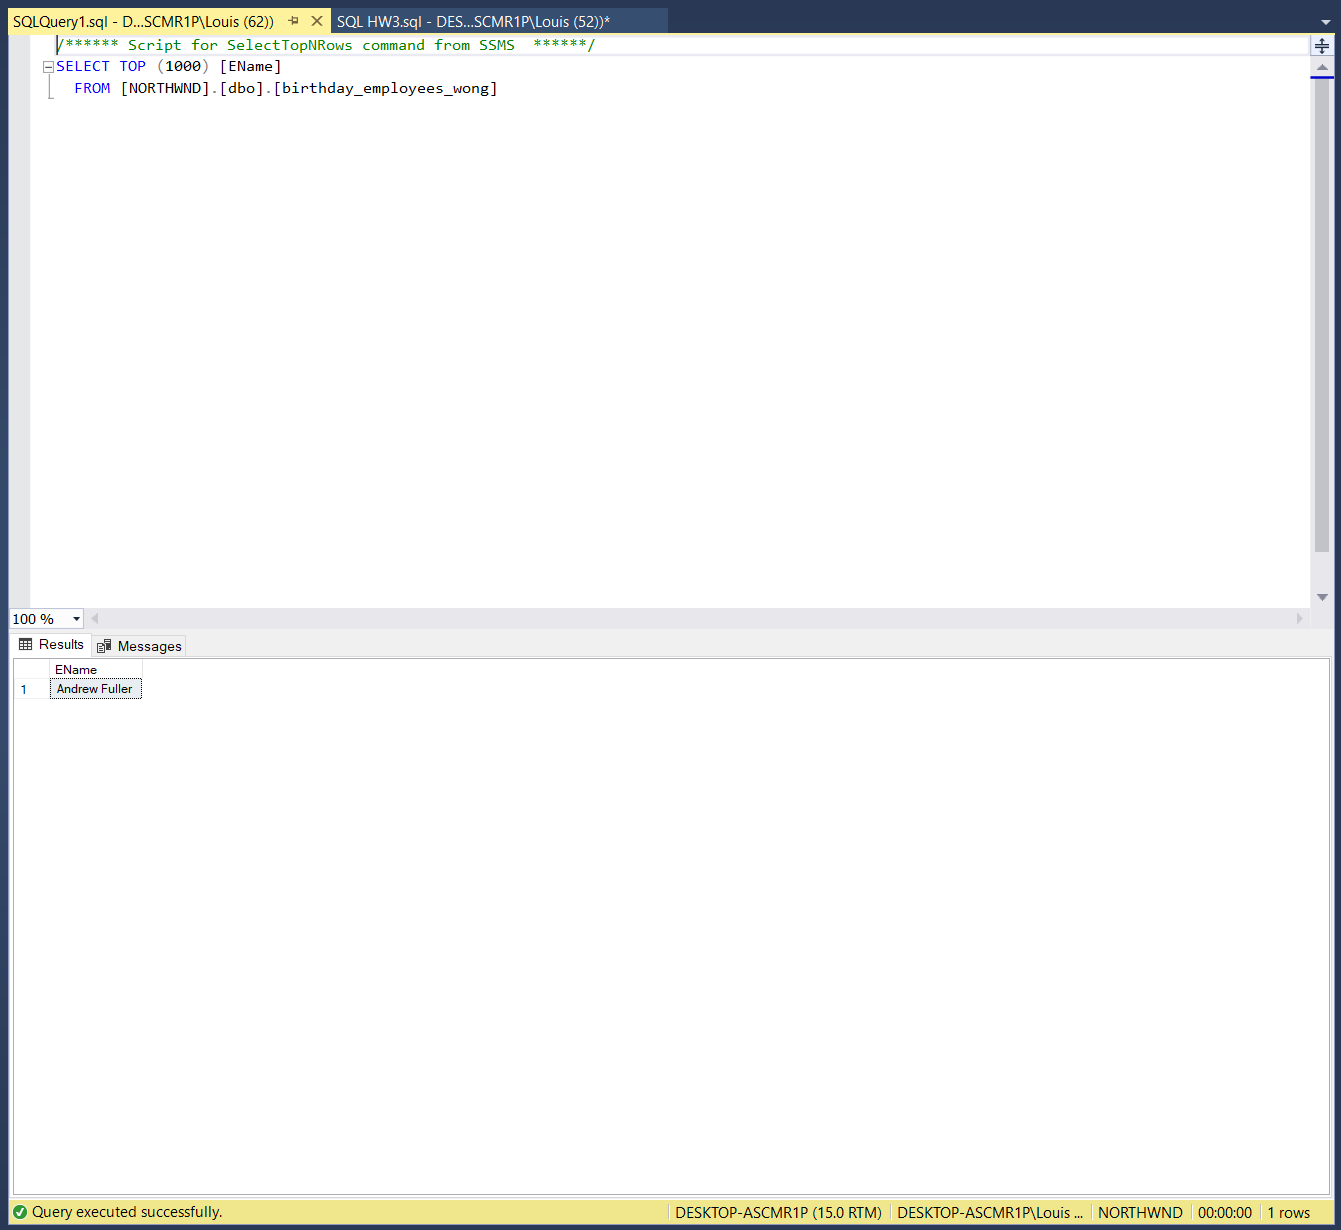 SQLQuery1.sql - D...SCMR1P\Louis (62)) SQL HW3.sql - DES...SCMR1P\Louis (52))*
/****** Script for SelectTopNRows command from SSMS  ******/
SELECT TOP (1000) [EName]
FROM [NORTHWND].[dbo].[birthday_employees_wong]
100 %
Results Messages
EName
1 Andrew Fuller
Query executed successfully. DESKTOP-ASCMR1P (15.0 RTM) DESKTOP-ASCMR1P\Louis ... NORTHWND 00:00:00 1 rows